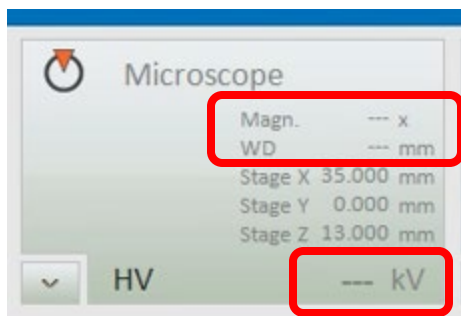 Microscope
Magn. --- x
WD --- mm
Stage X 35.000 mm
Stage Y 0.000 mm
Stage Z 13.000 mm
HV --- kV